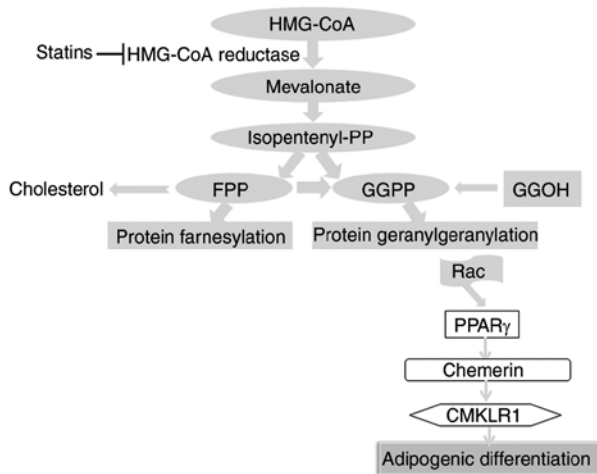 HMG-CoA
Statins HMG-CoA reductase
Mevalonate
Isopentenyl-PP
Cholesterol FPP GGPP GGOH
Protein farnesylation Protein geranylgeranylation
Rac
PPARγ
Chemerin
CMKLR1
Adipogenic differentiation